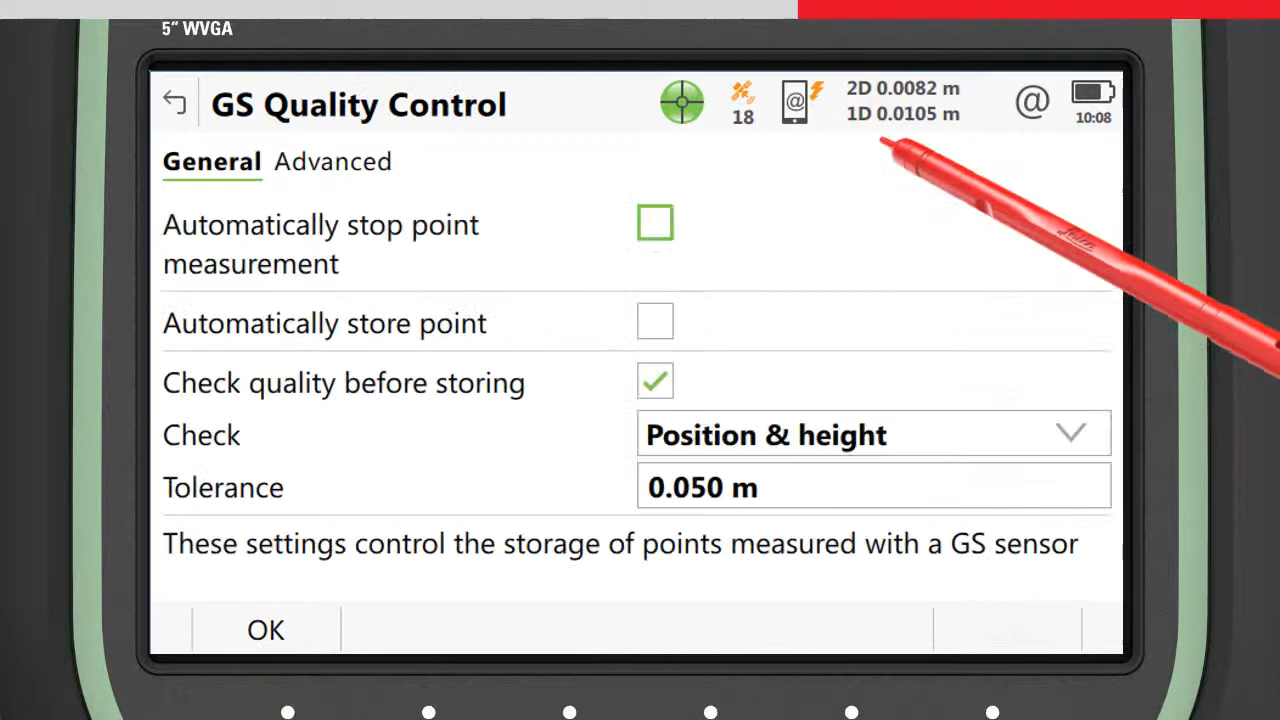 5“ WVGA
GS Quality Control
18
@
2D 0.0082 m
1D 0.0105 m
@
10:08
General Advanced
Automatically stop point
measurement
Automatically store point
Check quality before storing
Check Position & height
Tolerance 0.050 m
These settings control the storage of points measured with a GS sensor
OK
Leica